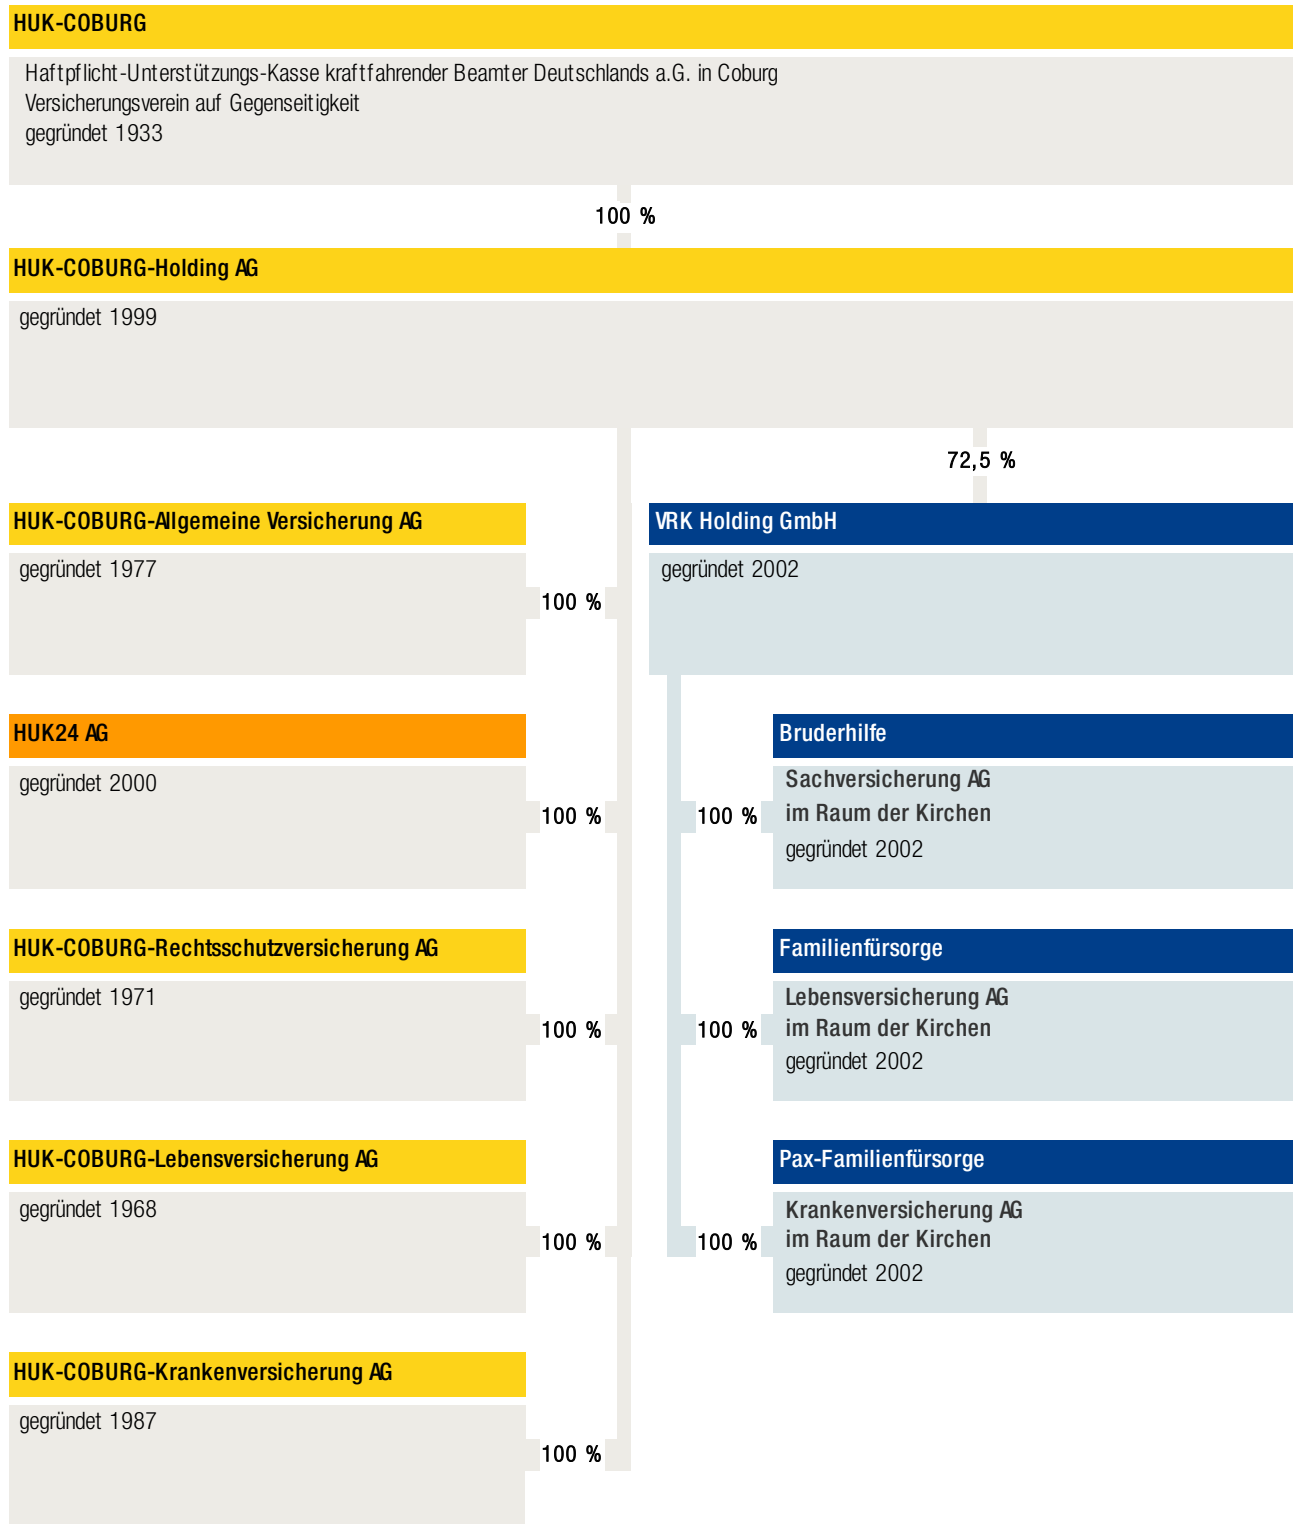 HUK-COBURG
Haftpflicht-Unterstützungs-Kasse kraftfahrender Beamter Deutschlands a.G. in Coburg
Versicherungsverein auf Gegenseitigkeit
gegründet 1933
100 %
HUK-COBURG-Holding AG
gegründet 1999
72,5 %
HUK-COBURG-Allgemeine Versicherung AG
gegründet 1977
100 %
VRK Holding GmbH
gegründet 2002
HUK24 AG
gegründet 2000
100 %
Bruderhilfe
Sachversicherung AG
im Raum der Kirchen
gegründet 2002
100 %
HUK-COBURG-Rechtsschutzversicherung AG
gegründet 1971
100 %
Familienfürsorge
Lebensversicherung AG
im Raum der Kirchen
gegründet 2002
100 %
HUK-COBURG-Lebensversicherung AG
gegründet 1968
100 %
Pax-Familienfürsorge
Krankenversicherung AG
im Raum der Kirchen
gegründet 2002
100 %
HUK-COBURG-Krankenversicherung AG
gegründet 1987
100 %